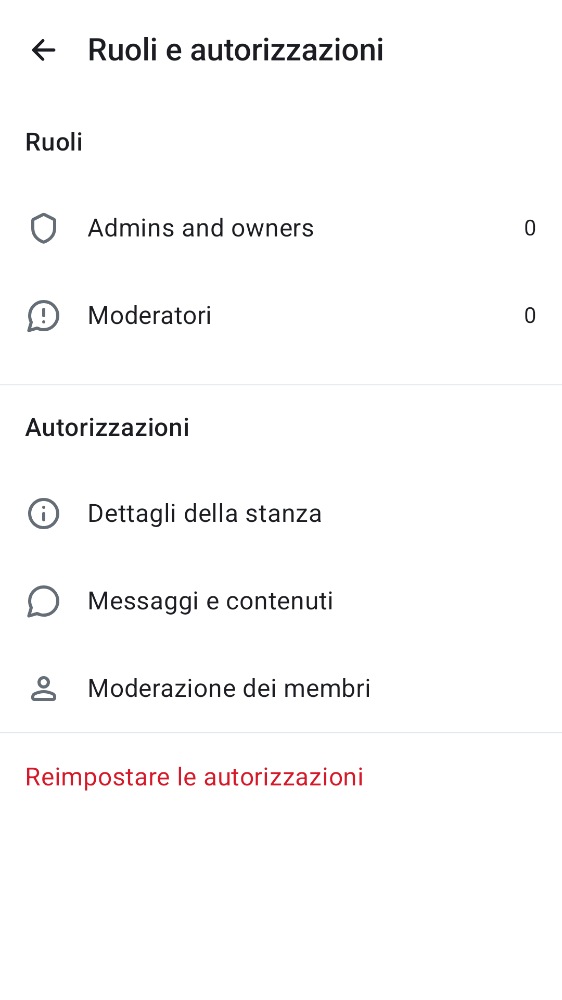 Ruoli e autorizzazioni
Ruoli
Admins and owners 0
Moderatori 0
Autorizzazioni
Dettagli della stanza
Messaggi e contenuti
Moderazione dei membri
Reimpostare le autorizzazioni